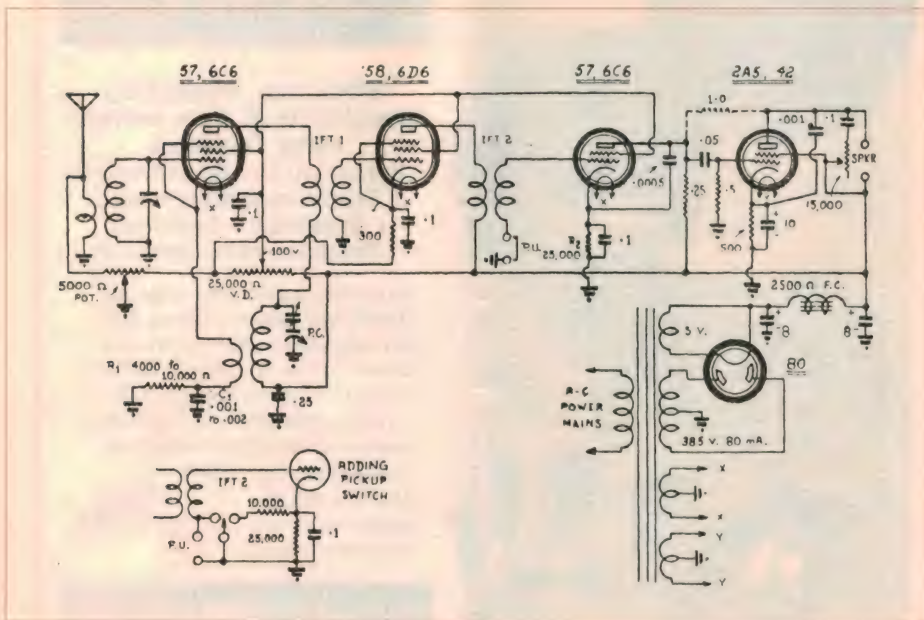 57, 6C6
'58, 6D6
57, 6C6
2A5, 42
1.0
.001
.1
IFT 1
IFT 2
.05
SPKR
.0005
.25
.5
15,000
X
X
X
.1
.1
300
P.U.
R2
25,000
.1
10
500
100 v
5000 Ω
POT.
25,000 Ω
V.D.
2500 Ω F.C.
P.C.
5 V.
+
8
+
8
80
R1 4000 to
10,000 Ω
C1
.001
to .002
.25
A-C
POWER
MAINS
385 V. 80 mA.
X
X
Y
Y
IFT 2
ADDING
PICKUP
SWITCH
10,000
25,000
.1
P.U.